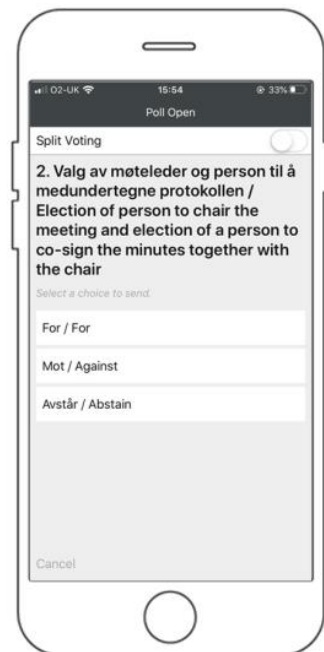 O2-UK 15:54 33%
Poll Open
Split Voting
2. Valg av møteleder og person til å
medundertegne protokollen /
Election of person to chair the
meeting and election of a person to
co-sign the minutes together with
the chair
Select a choice to send.
For / For
Mot / Against
Avstår / Abstain
Cancel